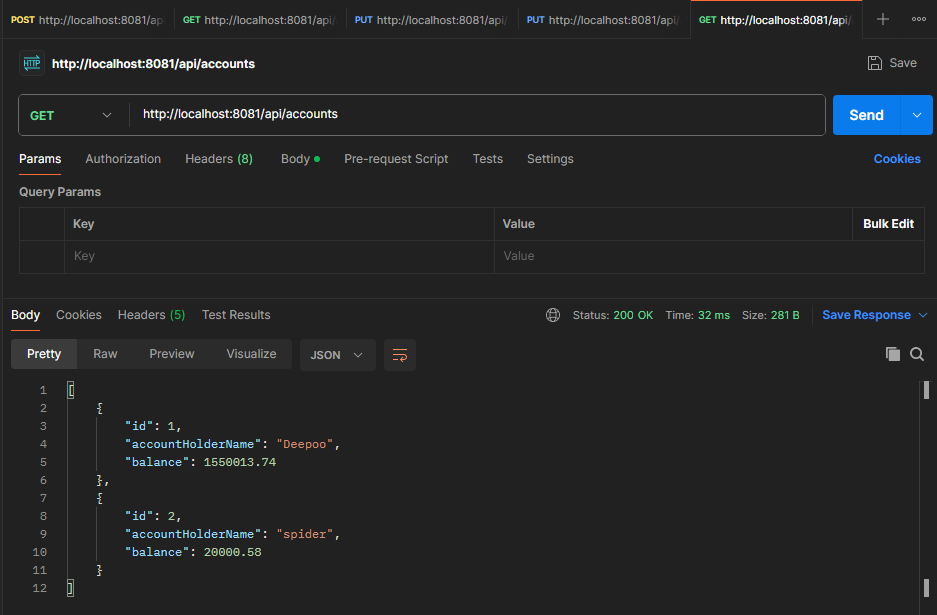 POST http://localhost:8081/ap GET http://localhost:8081/api/ PUT http://localhost:8081/api/ PUT http://localhost:8081/api/ GET http://localhost:8081/api/
HTTP http://localhost:8081/api/accounts Save
GET http://localhost:8081/api/accounts Send
Params Authorization Headers (8) Body Pre-request Script Tests Settings Cookies
Query Params
Key Value Bulk Edit
Key Value
Body Cookies Headers (5) Test Results Status: 200 OK Time: 32 ms Size: 281 B Save Response
Pretty Raw Preview Visualize JSON
1 [
2 {
3 "id": 1,
4 "accountHolderName": "Deepoo",
5 "balance": 1550013.74
6 },
7 {
8 "id": 2,
9 "accountHolderName": "spider",
10 "balance": 20000.58
11 }
12 ]